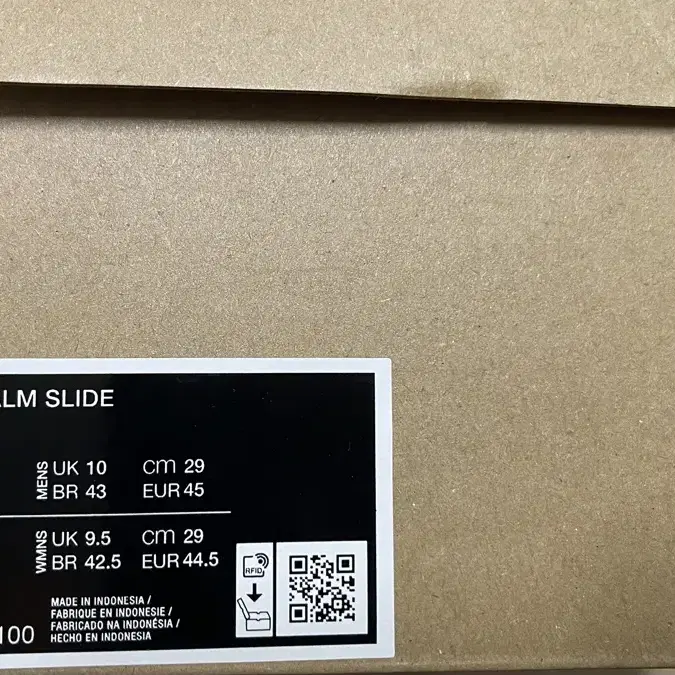 ALM SLIDE
MENS UK 10 cm 29
BR 43 EUR 45
WMNS UK 9.5 cm 29
BR 42.5 EUR 44.5
RFID
MADE IN INDONESIA /
FABRIQUE EN INDONESIE /
FABRICADO NA INDONÉSIA /
HECHO EN INDONESIA
100